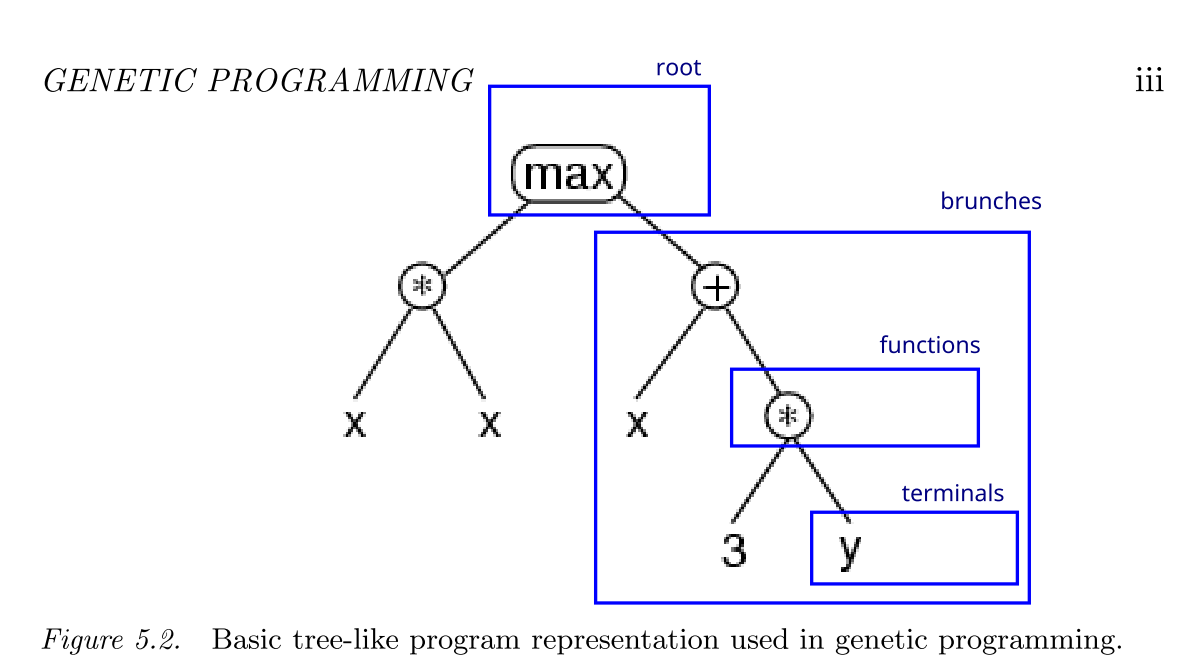 root
GENETIC PROGRAMMING iii
max
brunches
* +
functions
x x x *
terminals
3 y
Figure 5.2. Basic tree-like program representation used in genetic programming.